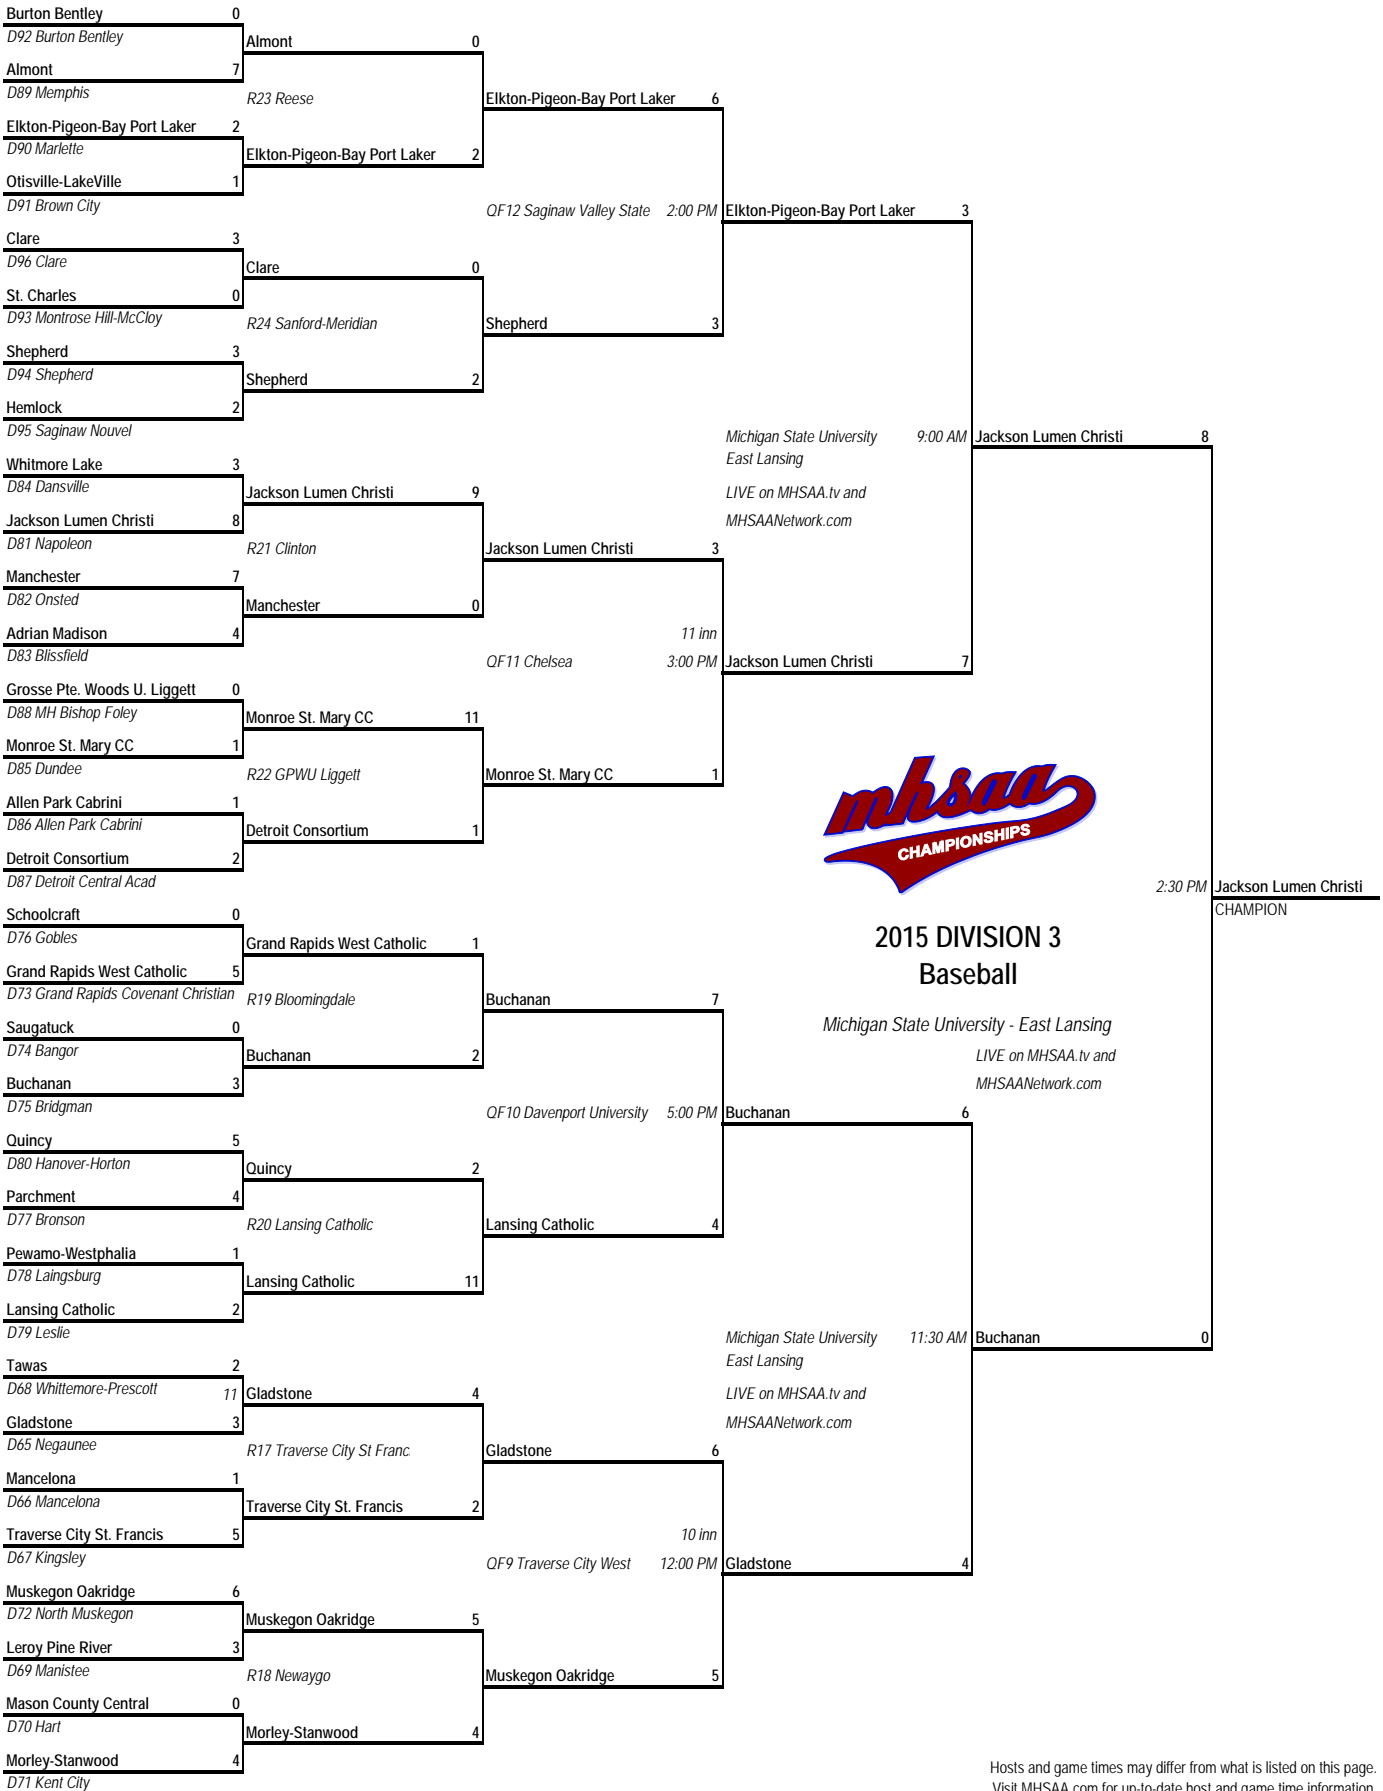 Burton Bentley 0
D92 Burton Bentley
Almont 0
Almont 7
D89 Memphis
R23 Reese
Elkton-Pigeon-Bay Port Laker 6
Elkton-Pigeon-Bay Port Laker 2
D90 Marlette
Elkton-Pigeon-Bay Port Laker 2
Otisville-LakeVille 1
D91 Brown City
QF12 Saginaw Valley State 2:00 PM
Elkton-Pigeon-Bay Port Laker 3
Clare 3
D96 Clare
Clare 0
St. Charles 0
D93 Montrose Hill-McCloy
R24 Sanford-Meridian
Shepherd 3
Shepherd 3
D94 Shepherd
Shepherd 2
Hemlock 2
D95 Saginaw Nouvel
Michigan State University 9:00 AM
East Lansing
LIVE on MHSAA.tv and
MHSAANetwork.com
Jackson Lumen Christi 8
Whitmore Lake 3
D84 Dansville
Jackson Lumen Christi 9
Jackson Lumen Christi 8
D81 Napoleon
R21 Clinton
Jackson Lumen Christi 3
Manchester 7
D82 Onsted
Manchester 0
Adrian Madison 4
D83 Blissfield
11 inn
QF11 Chelsea 3:00 PM
Jackson Lumen Christi 7
Grosse Pte. Woods U. Liggett 0
D88 MH Bishop Foley
Monroe St. Mary CC 11
Monroe St. Mary CC 1
D85 Dundee
R22 GPWU Liggett
Monroe St. Mary CC 1
Allen Park Cabrini 1
D86 Allen Park Cabrini
Detroit Consortium 1
Detroit Consortium 2
D87 Detroit Central Acad
mhsaa
CHAMPIONSHIPS
2:30 PM
Jackson Lumen Christi
CHAMPION
2015 DIVISION 3
Baseball
Michigan State University - East Lansing
LIVE on MHSAA.tv and
MHSAANetwork.com
Schoolcraft 0
D76 Gobles
Grand Rapids West Catholic 1
Grand Rapids West Catholic 5
D73 Grand Rapids Covenant Christian
R19 Bloomingdale
Buchanan 7
Saugatuck 0
D74 Bangor
Buchanan 2
Buchanan 3
D75 Bridgman
QF10 Davenport University 5:00 PM
Buchanan 6
Quincy 5
D80 Hanover-Horton
Quincy 2
Parchment 4
D77 Bronson
R20 Lansing Catholic
Lansing Catholic 4
Pewamo-Westphalia 1
D78 Laingsburg
Lansing Catholic 11
Lansing Catholic 2
D79 Leslie
Michigan State University 11:30 AM
East Lansing
LIVE on MHSAA.tv and
MHSAANetwork.com
Buchanan 0
Tawas 2
D68 Whittemore-Prescott 11
Gladstone 4
Gladstone 3
D65 Negaunee
R17 Traverse City St Franc
Gladstone 6
Mancelona 1
D66 Mancelona
Traverse City St. Francis 2
Traverse City St. Francis 5
D67 Kingsley
10 inn
QF9 Traverse City West 12:00 PM
Gladstone 4
Muskegon Oakridge 6
D72 North Muskegon
Muskegon Oakridge 5
Leroy Pine River 3
D69 Manistee
R18 Newaygo
Muskegon Oakridge 5
Mason County Central 0
D70 Hart
Morley-Stanwood 4
Morley-Stanwood 4
D71 Kent City
Hosts and game times may differ from what is listed on this page.
Visit MHSAA.com for up-to-date host and game time information.